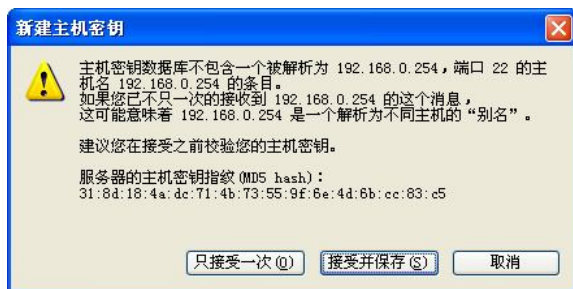 新建主机密钥
主机密钥数据库不包含一个被解析为 192.168.0.254，端口 22 的主
机名 192.168.0.254 的条目。
如果您已不只一次的接收到 192.168.0.254 的这个消息，
这可能意味着 192.168.0.254 是一个解析为不同主机的“别名”。
建议您在接受之前校验您的主机密钥。
服务器的主机密钥指纹(MD5 hash)：
31:8d:18:4a:dc:71:4b:73:55:9f:6e:4d:6b:cc:83:c5
只接受一次(O) 接受并保存(S) 取消